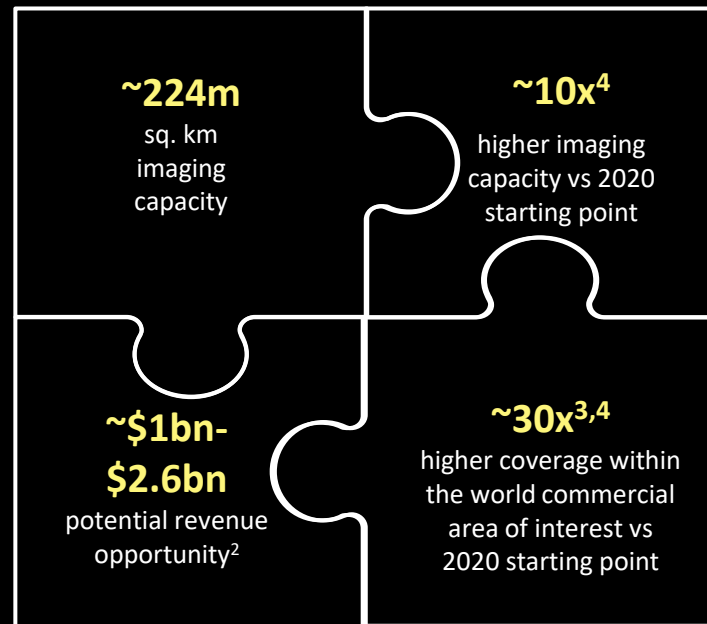 ~224m
sq. km
imaging
capacity
~10x⁴
higher imaging
capacity vs 2020
starting point
~$1bn-
$2.6bn
potential revenue
opportunity²
~30x³,⁴
higher coverage within
the world commercial
area of interest vs
2020 starting point